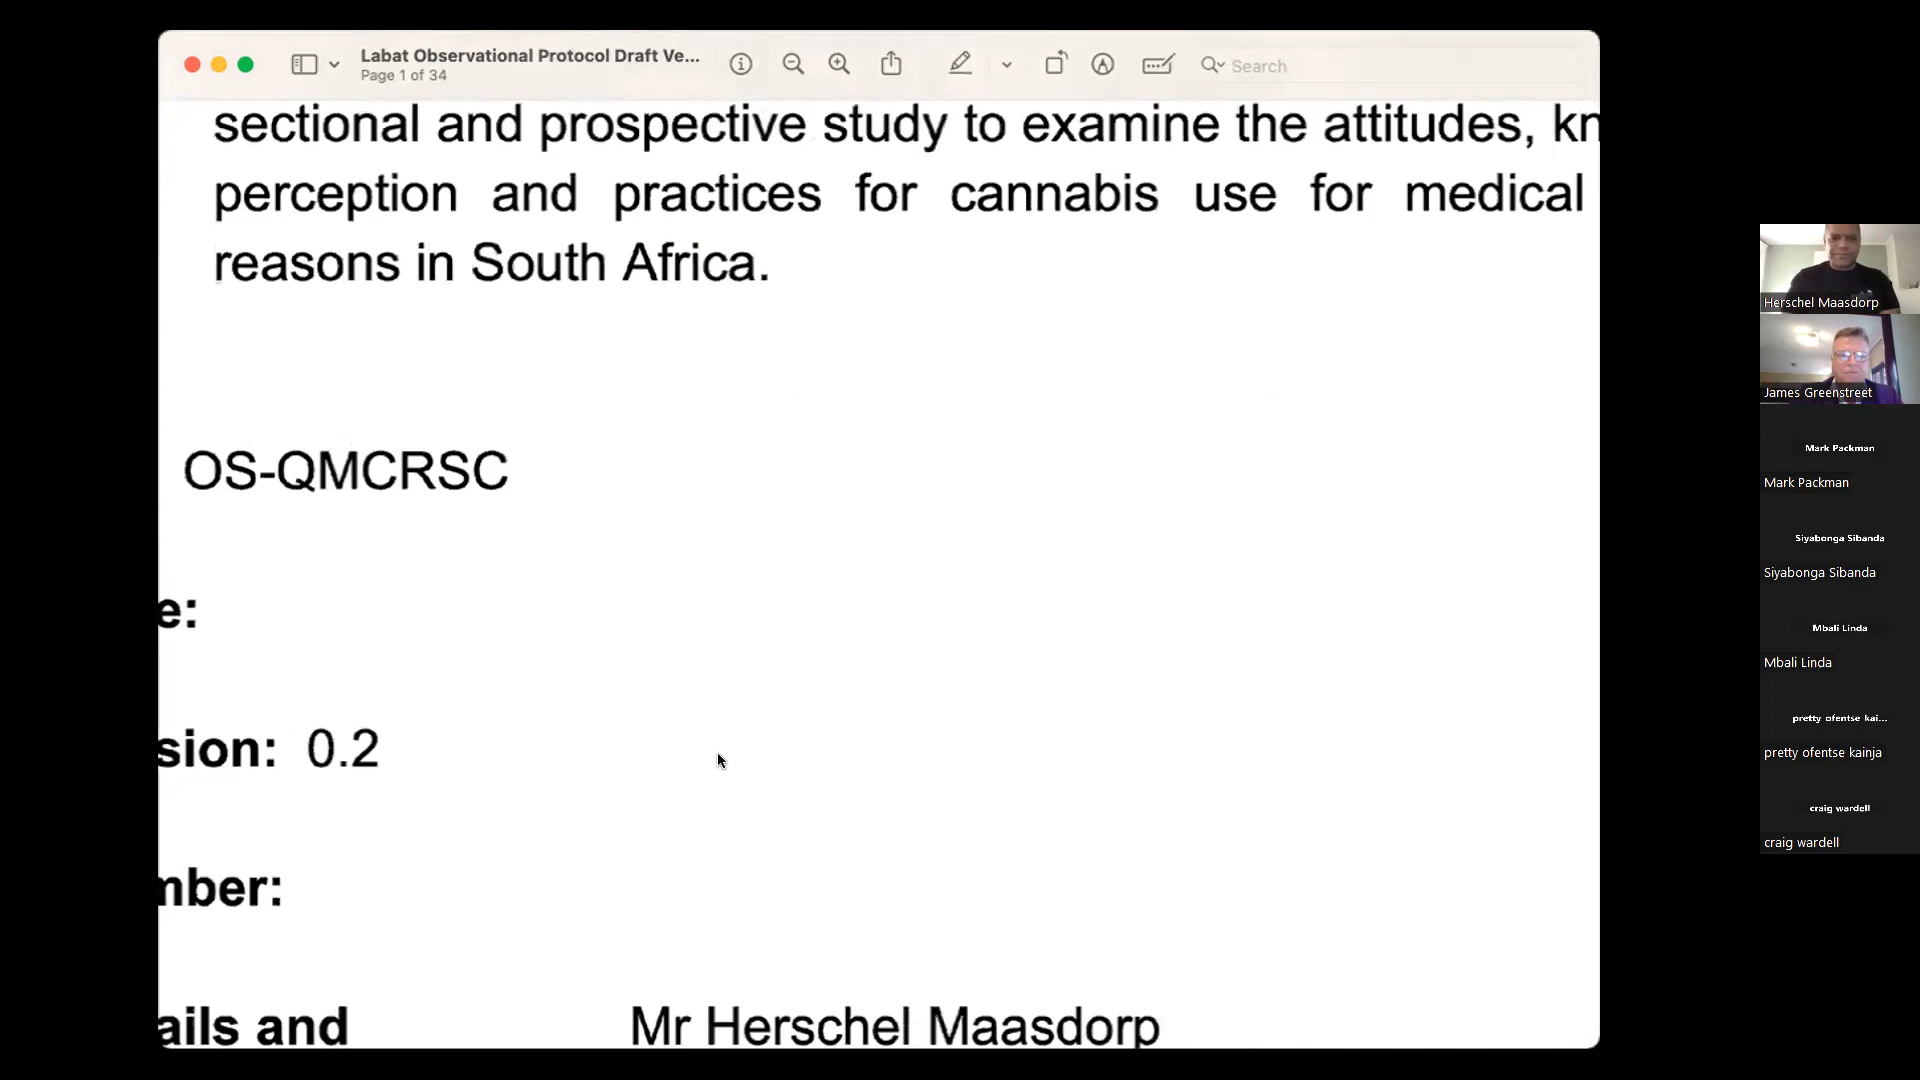 Labat Observational Protocol Draft Ve...
Page 1 of 34
Search
sectional and prospective study to examine the attitudes, kn
perception and practices for cannabis use for medical
reasons in South Africa.
OS-QMCRSC
e:
sion: 0.2
mber:
ails and
Mr Herschel Maasdorp
Herschel Maasdorp
James Greenstreet
Mark Packman
Mark Packman
Siyabonga Sibanda
Siyabonga Sibanda
Mbali Linda
Mbali Linda
pretty ofentse kai...
pretty ofentse kainja
craig wardell
craig wardell